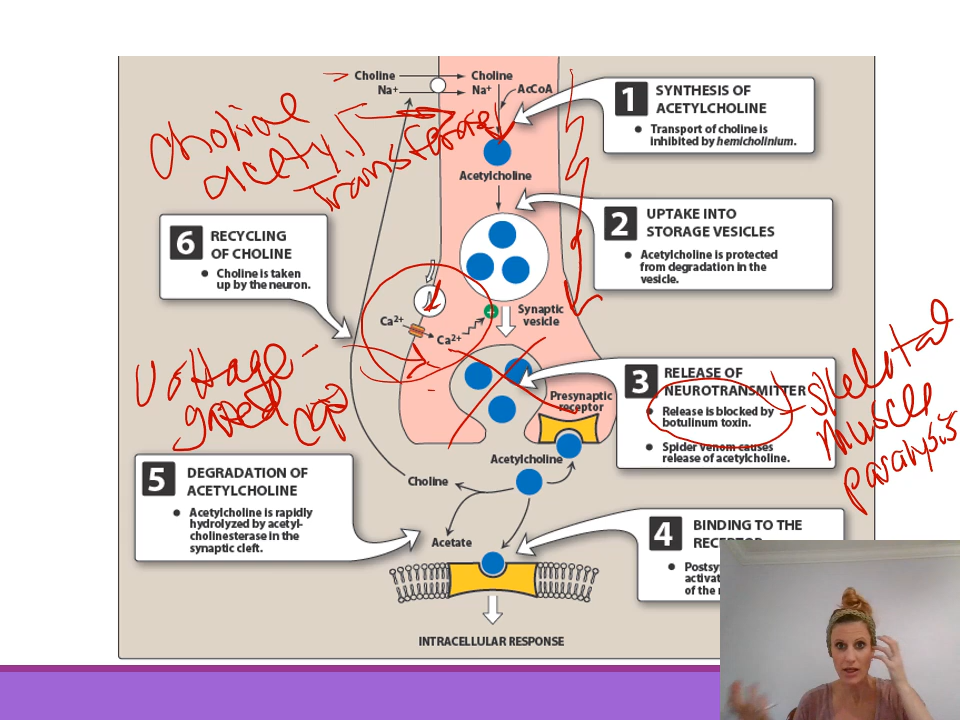 Choline
Na+
Choline
Na+
AcCoA
1 SYNTHESIS OF
ACETYLCHOLINE
• Transport of choline is
inhibited by hemicholinium.
Choline
acetyl
transferase
Acetylcholine
2 UPTAKE INTO
STORAGE VESICLES
• Acetylcholine is protected
from degradation in the
vesicle.
6 RECYCLING
OF CHOLINE
• Choline is taken
up by the neuron.
Ca2+
Ca2+
+
Synaptic
vesicle
Voltage-
gated
3 RELEASE OF
NEUROTRANSMITTER
• Release is blocked by
botulinum toxin.
• Spider venom causes
release of acetylcholine.
skeletal
muscle
paralysis
Presynaptic
receptor
Acetylcholine
Choline
Acetate
5 DEGRADATION OF
ACETYLCHOLINE
• Acetylcholine is rapidly
hydrolyzed by acetyl-
cholinesterase in the
synaptic cleft.
4 BINDING TO THE
• 
of the
INTRACELLULAR RESPONSE